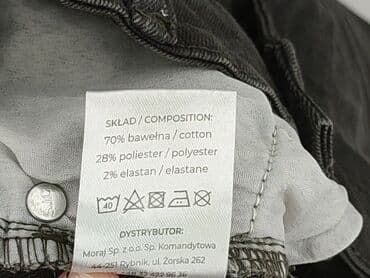 SKŁAD / COMPOSITION:
70% bawełna / cotton
28% poliester / polyester
2% elastan / elastane
40
DYSTRYBUTOR:
Moraj Sp. z o.o. Sp. Komandytowa
44-251 Rybnik, Ul. Żorska 262